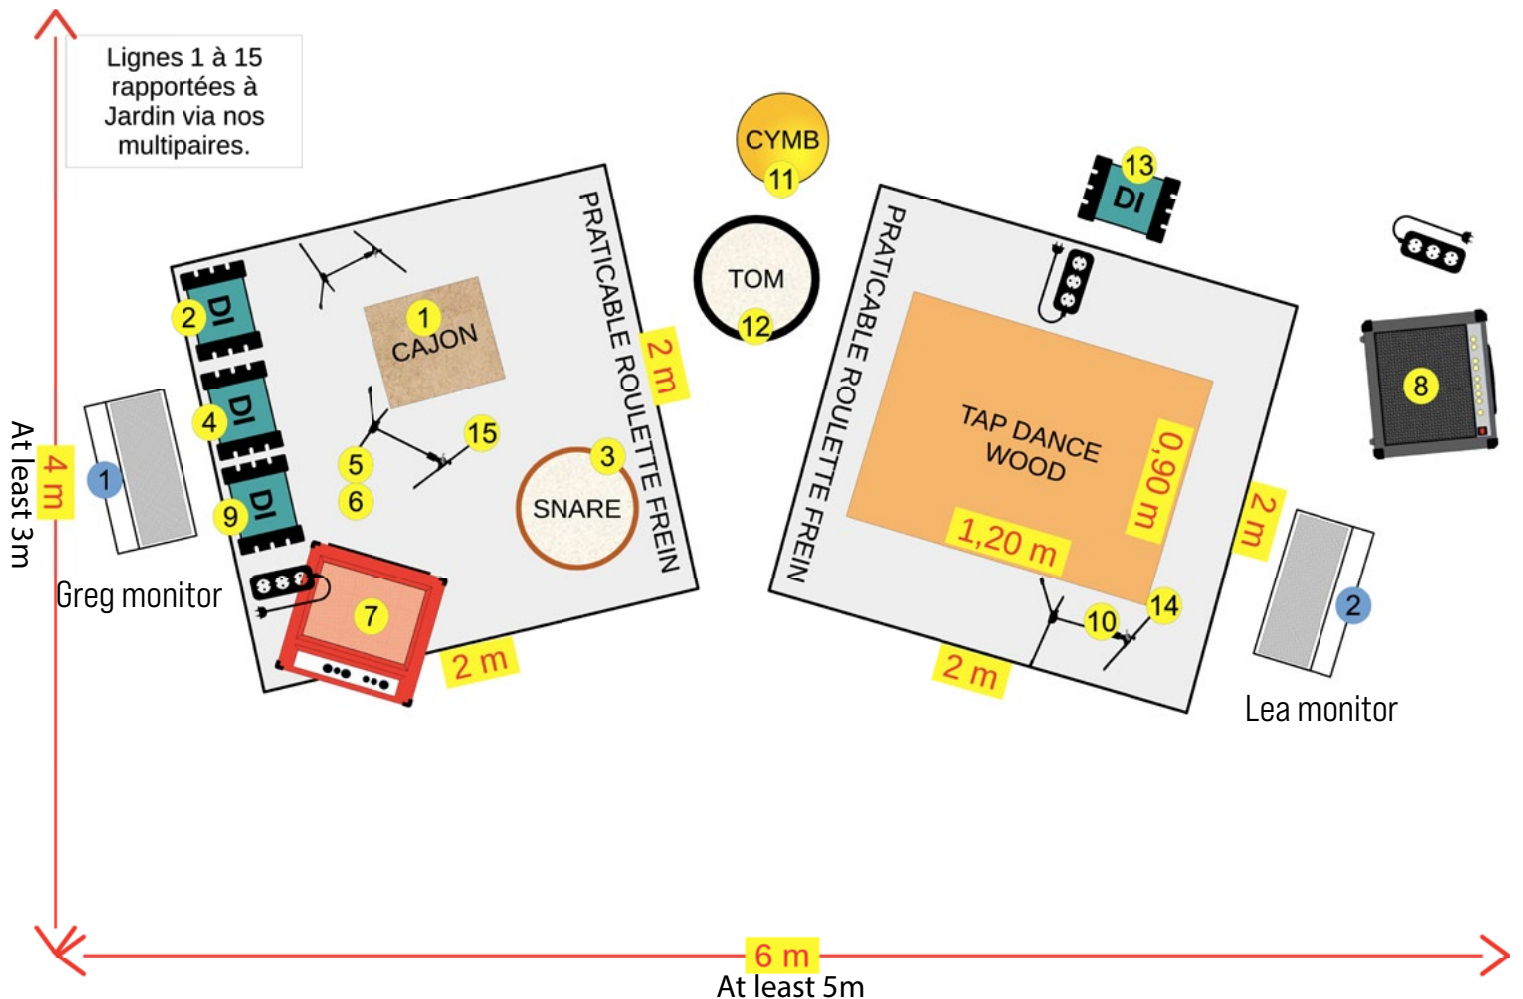 Lignes 1 à 15
rapportées à
Jardin via nos
multipaires.
CYMB
11
13
DI
PRATICABLE ROULETTE FREIN
PRATICABLE ROULETTE FREIN
2
DI
1
CAJON
TOM
12
2 m
4
DI
8
TAP DANCE
WOOD
0,90 m
1,20 m
15
5
6
3
SNARE
1
At least 3m
4 m
9
DI
2 m
Greg monitor
7
2 m
2 m
10
14
2
Lea monitor
6 m
At least 5m